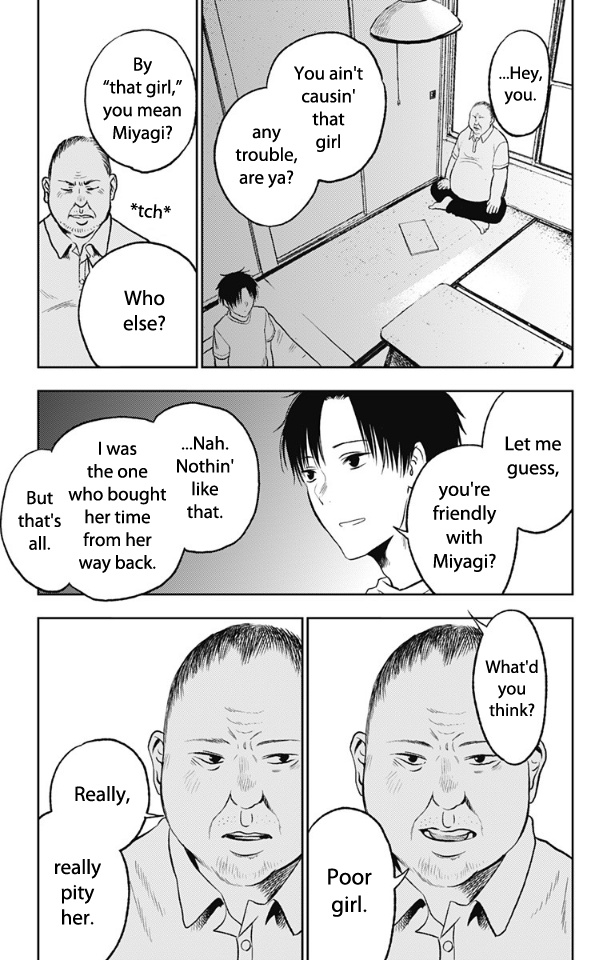 ...Hey,
you.
You ain't
causin'
that
girl
any
trouble,
are ya?
By
“that girl,”
you mean
Miyagi?
*tch*
Who
else?
Let me
guess,
you're
friendly
with
Miyagi?
...Nah.
Nothin'
like
that.
I was
the one
who bought
her time
from her
way back.
But
that's
all.
What'd
you
think?
Poor
girl.
Really,
really
pity
her.